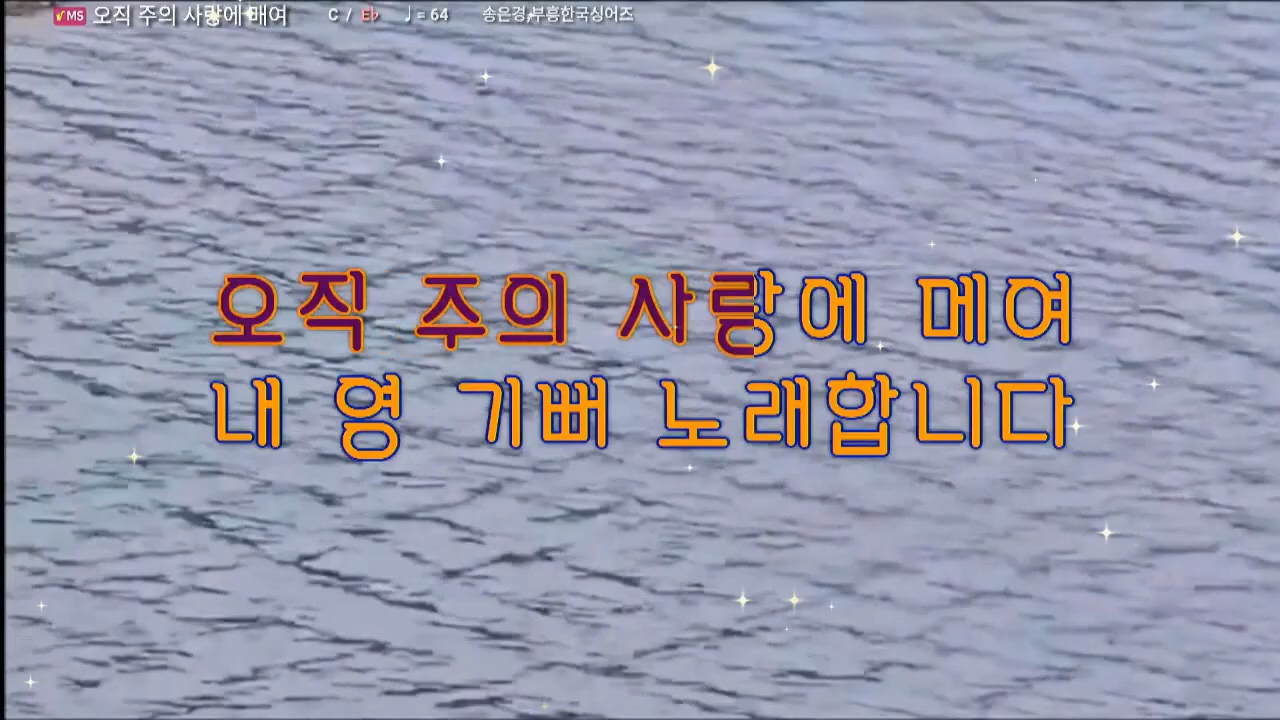 ✓MS 오직 주의 사랑에 매여 C / E♭ ♩= 64 송은경,부흥한국싱어즈
오직 주의 사랑에 메여
내 영 기뻐 노래합니다